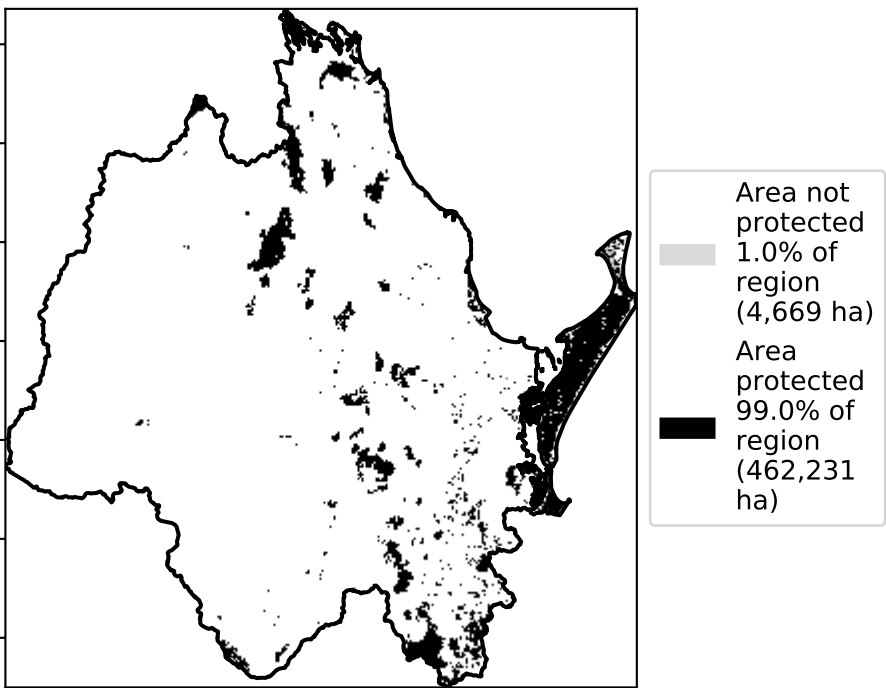 Area not
protected
1.0% of
region
(4,669 ha)
Area
protected
99.0% of
region
(462,231
ha)